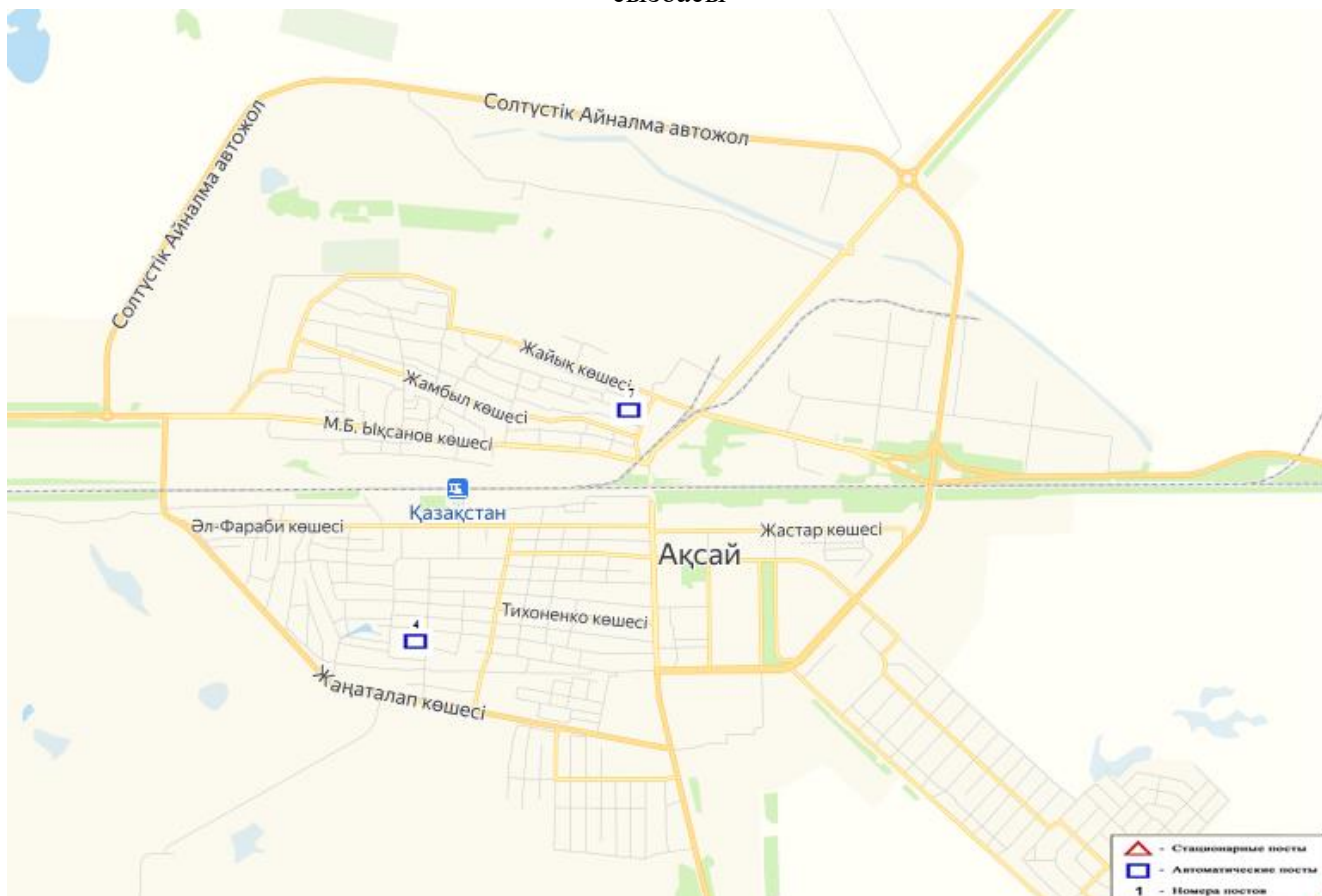 Солтүстік Айналма автожол
Солтүстік Айналма автожол
Жайық көшесі
7
Жамбыл көшесі
М.Б. Ықсанов көшесі
Қазақстан
Әл-Фараби көшесі
Жастар көшесі
Ақсай
Тихоненко көшесі
4
Жаңаталап көшесі
- Стационарные посты
- Автоматические посты
1 - Номера постов